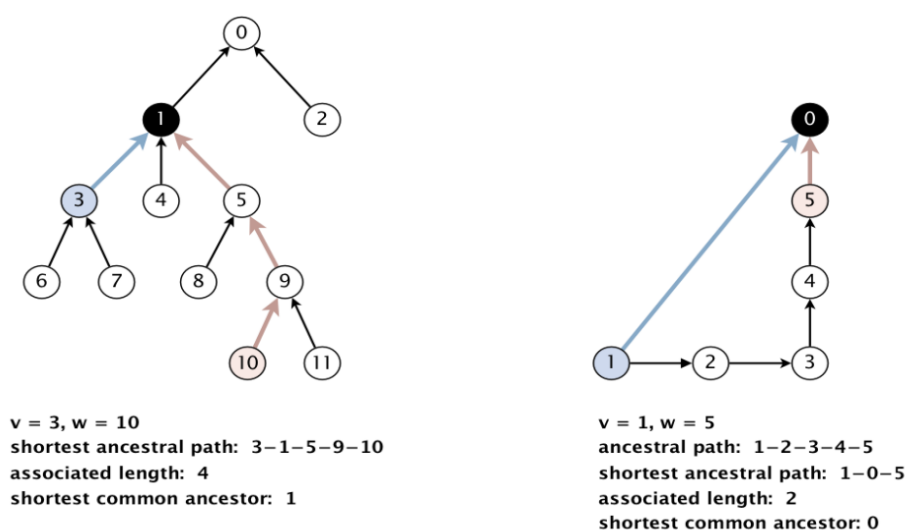 0
1
2
3
4
5
6
7
8
9
10
11
v = 3, w = 10
shortest ancestral path: 3-1-5-9-10
associated length: 4
shortest common ancestor: 1
0
5
4
1
2
3
v = 1, w = 5
ancestral path: 1-2-3-4-5
shortest ancestral path: 1-0-5
associated length: 2
shortest common ancestor: 0